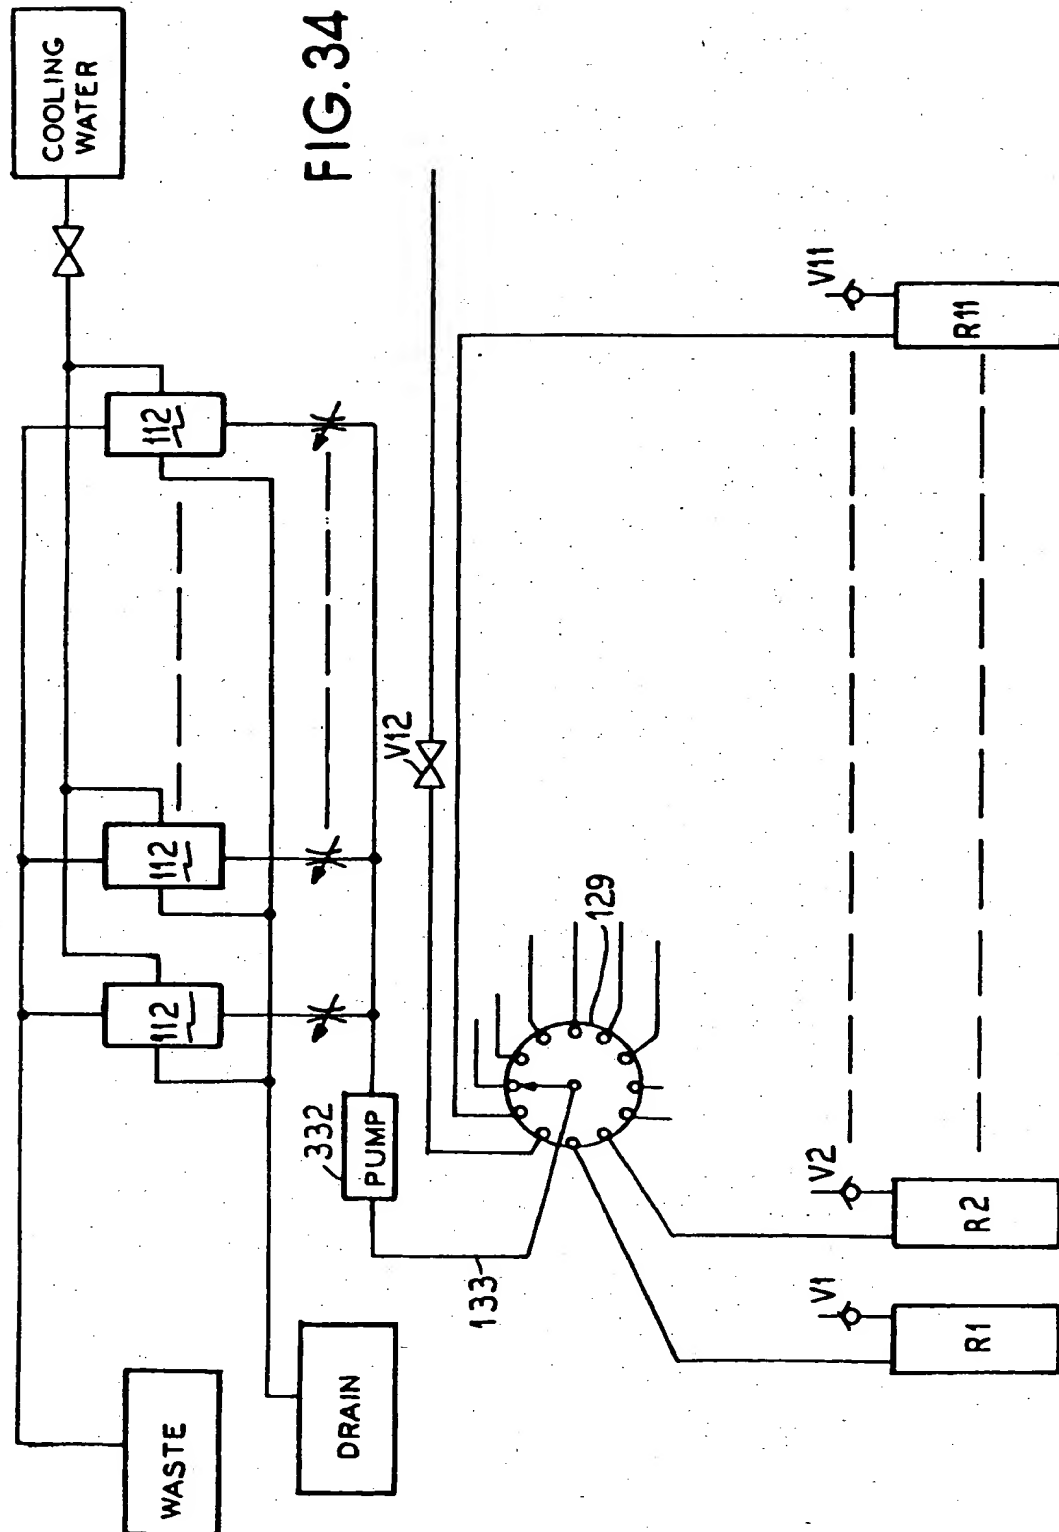 COOLING
WATER
FIG.34
112
112
112
V11
R11
V12
129
332
PUMP
133
V2
R2
V1
R1
DRAIN
WASTE